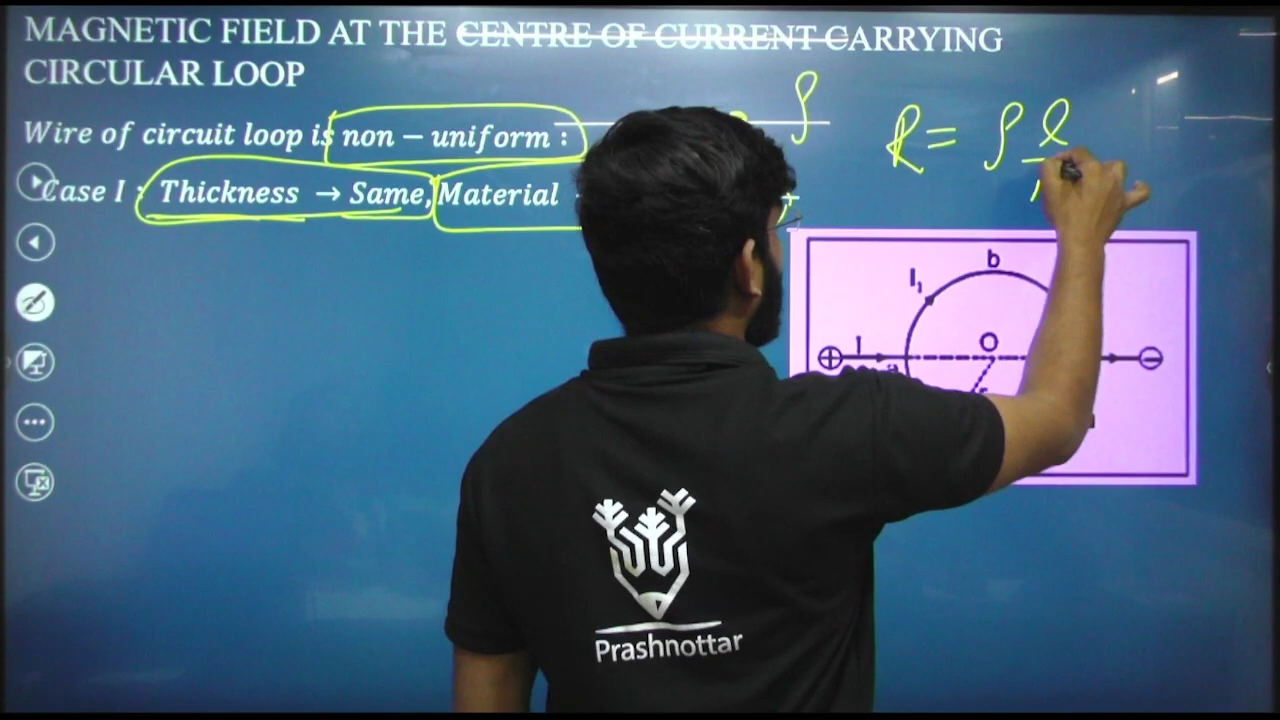 MAGNETIC FIELD AT THE CENTRE OF CURRENT CARRYING
CIRCULAR LOOP
Wire of circuit loop is non − uniform :
Case I : Thickness → Same, Material
ρ
R = ρ l
b
I₁
O
I
a
r
Prashnottar